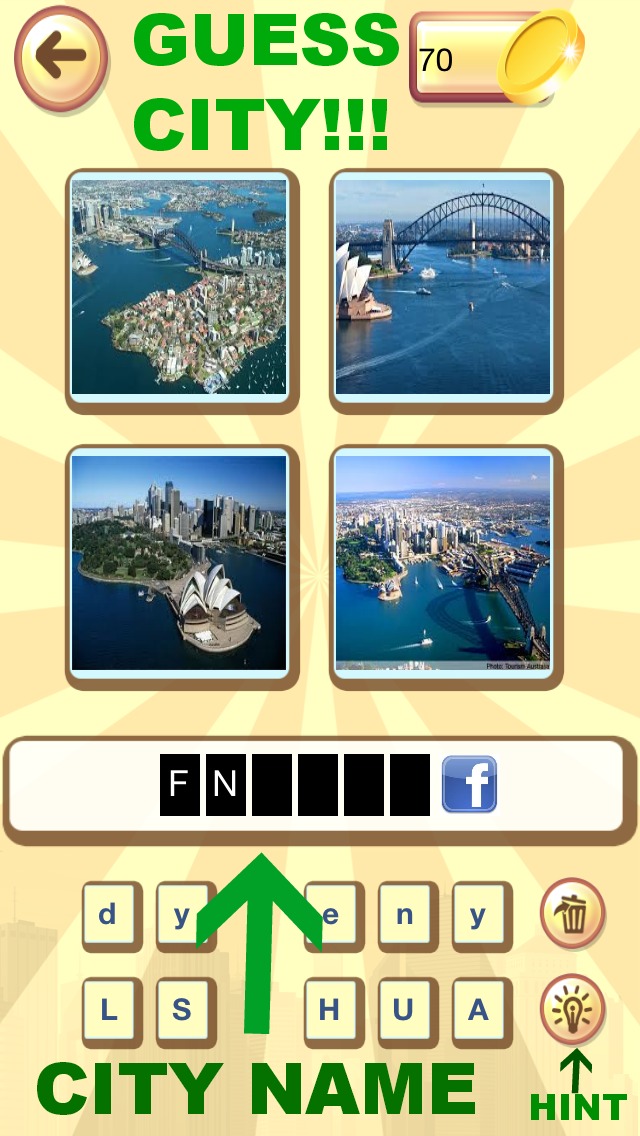 GUESS
70
CITY!!!
Photo: Tourism Australia
F N f
d y e n y
L S H U A
CITY NAME
HINT